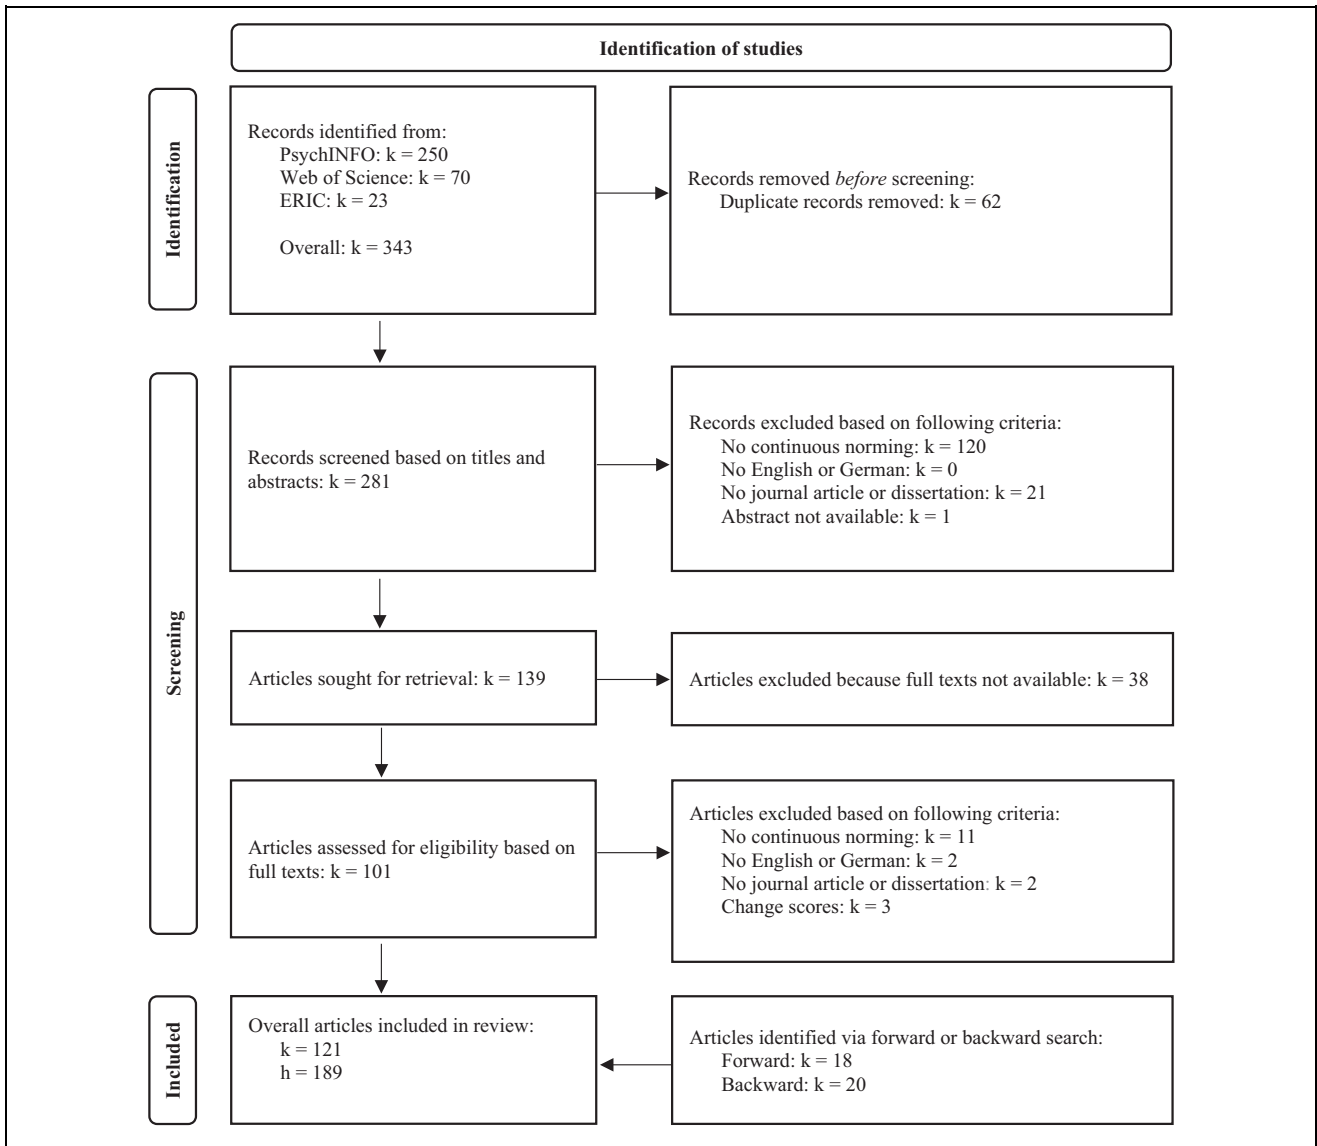 Identification of studies
Identification
Records identified from:
PsychINFO: k = 250
Web of Science: k = 70
ERIC: k = 23
Overall: k = 343
Records removed before screening:
Duplicate records removed: k = 62
Screening
Records screened based on titles and
abstracts: k = 281
Records excluded based on following criteria:
No continuous norming: k = 120
No English or German: k = 0
No journal article or dissertation: k = 21
Abstract not available: k = 1
Articles sought for retrieval: k = 139
Articles excluded because full texts not available: k = 38
Articles assessed for eligibility based on
full texts: k = 101
Articles excluded based on following criteria:
No continuous norming: k = 11
No English or German: k = 2
No journal article or dissertation: k = 2
Change scores: k = 3
Included
Overall articles included in review:
k = 121
h = 189
Articles identified via forward or backward search:
Forward: k = 18
Backward: k = 20